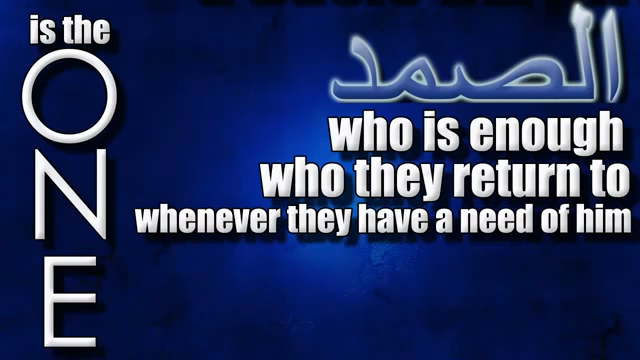 الصمد
is the
ONE
who is enough
who they return to
whenever they have a need of him